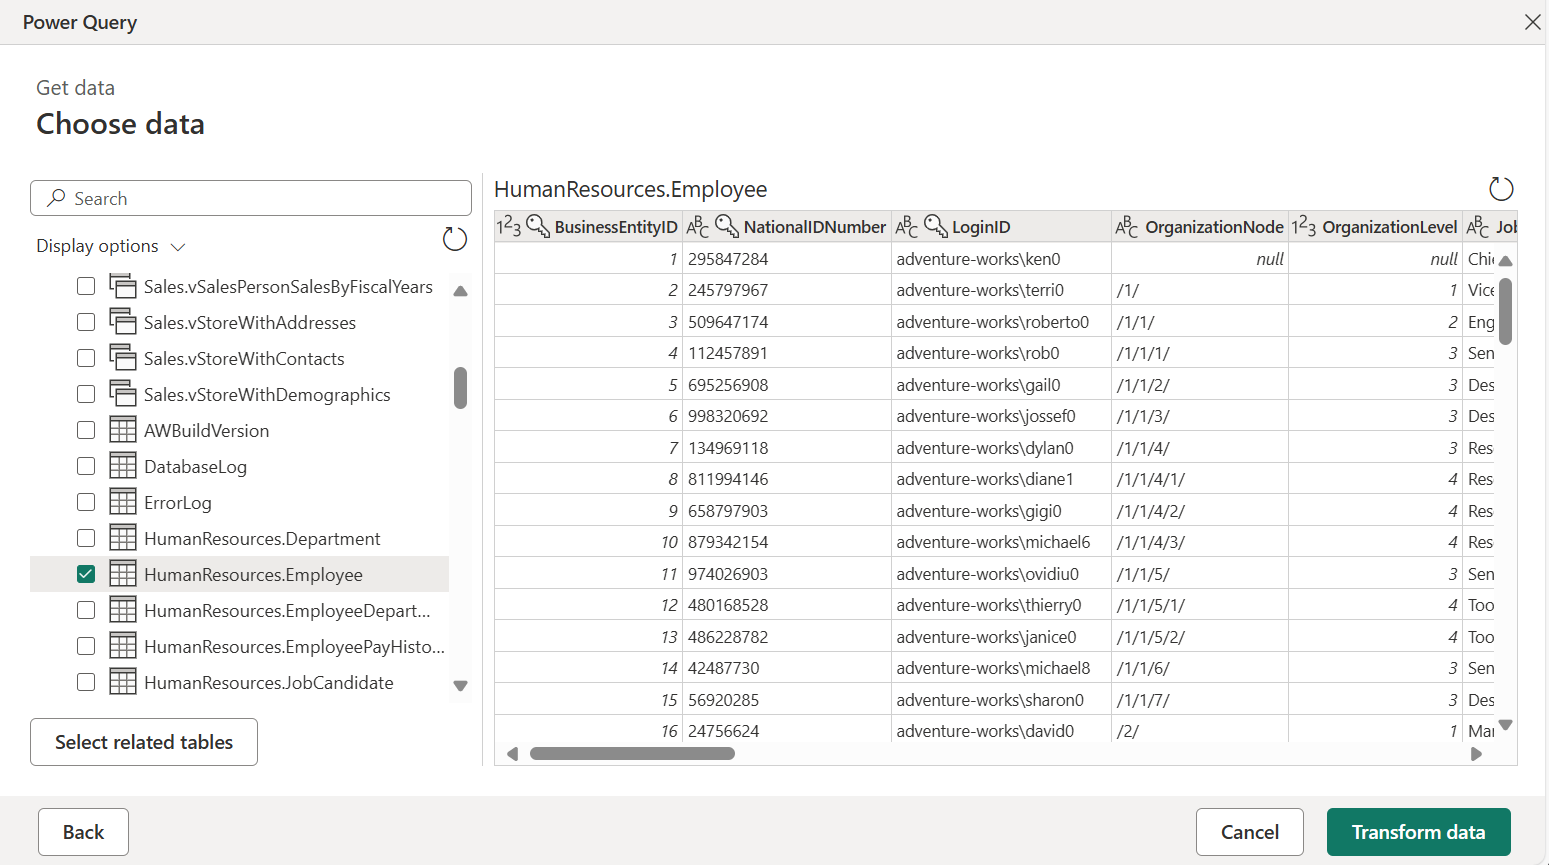 Power Query
Get data
Choose data
Search
Display options
Sales.vSalesPersonSalesByFiscalYears
Sales.vStoreWithAddresses
Sales.vStoreWithContacts
Sales.vStoreWithDemographics
AWBuildVersion
DatabaseLog
ErrorLog
HumanResources.Department
HumanResources.Employee
HumanResources.EmployeeDepart...
HumanResources.EmployeePayHisto...
HumanResources.JobCandidate
Select related tables
HumanResources.Employee
123 BusinessEntityID ABC NationalIDNumber ABC LoginID ABC OrganizationNode 123 OrganizationLevel ABC Job
1 295847284 adventure-works\ken0 null null Chi
2 245797967 adventure-works\terri0 /1/ 1 Vice
3 509647174 adventure-works\roberto0 /1/1/ 2 Eng
4 112457891 adventure-works\rob0 /1/1/1/ 3 Sen
5 695256908 adventure-works\gail0 /1/1/2/ 3 Des
6 998320692 adventure-works\jossef0 /1/1/3/ 3 Des
7 134969118 adventure-works\dylan0 /1/1/4/ 3 Res
8 811994146 adventure-works\diane1 /1/1/4/1/ 4 Res
9 658797903 adventure-works\gigi0 /1/1/4/2/ 4 Res
10 879342154 adventure-works\michael6 /1/1/4/3/ 4 Res
11 974026903 adventure-works\ovidiu0 /1/1/5/ 3 Sen
12 480168528 adventure-works\thierry0 /1/1/5/1/ 4 Too
13 486228782 adventure-works\janice0 /1/1/5/2/ 4 Too
14 42487730 adventure-works\michael8 /1/1/6/ 3 Sen
15 56920285 adventure-works\sharon0 /1/1/7/ 3 Des
16 24756624 adventure-works\david0 /2/ 1 Mar
Back
Cancel
Transform data